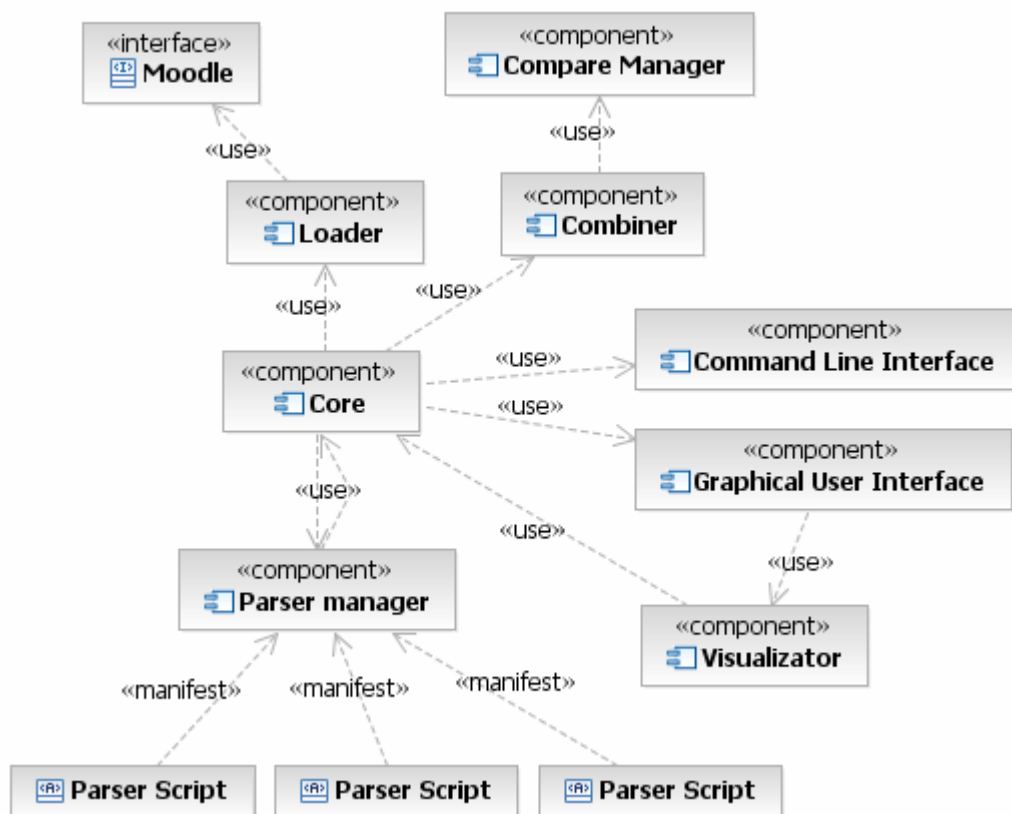 «interface»
Moodle
«component»
Compare Manager
«use»
«use»
«component»
Loader
«component»
Combiner
«use»
«use»
«component»
Command Line Interface
«use»
«component»
Core
«use»
«component»
Graphical User Interface
«use»
«use»
«use»
«component»
Parser manager
«component»
Visualizator
«manifest»
«manifest»
«manifest»
<A> Parser Script
<A> Parser Script
<A> Parser Script